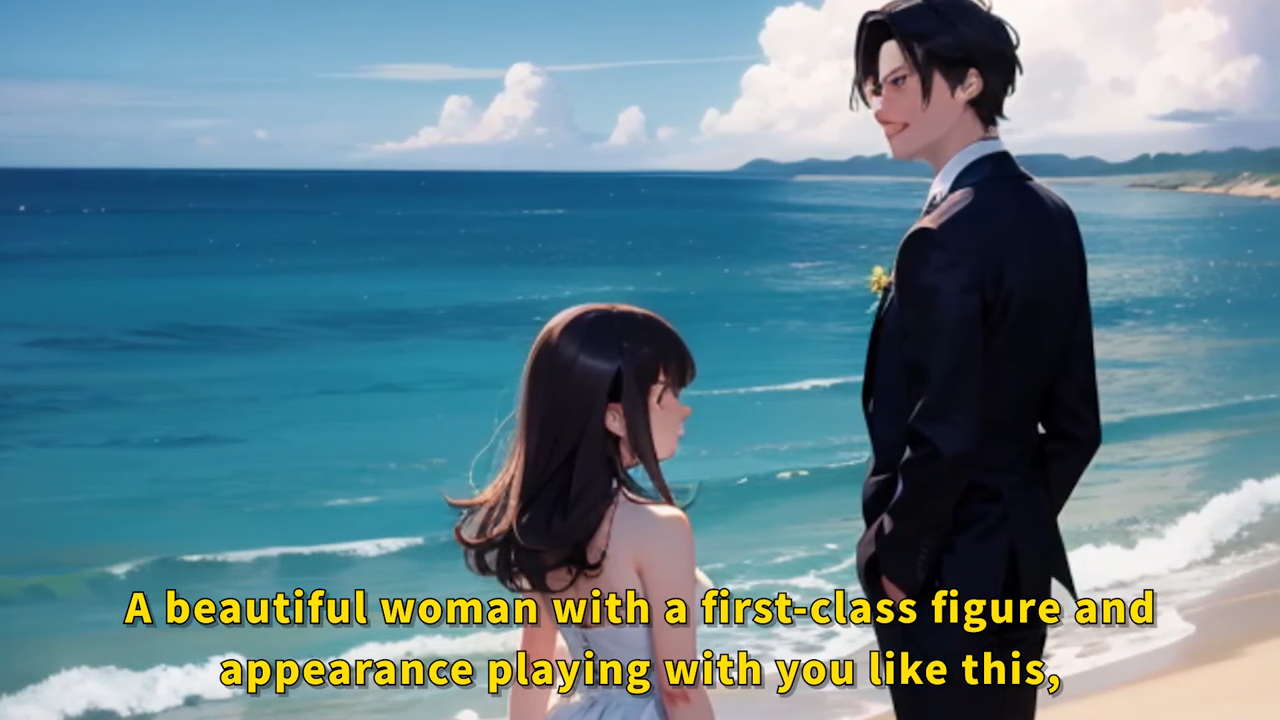 A beautiful woman with a first-class figure and
appearance playing with you like this,